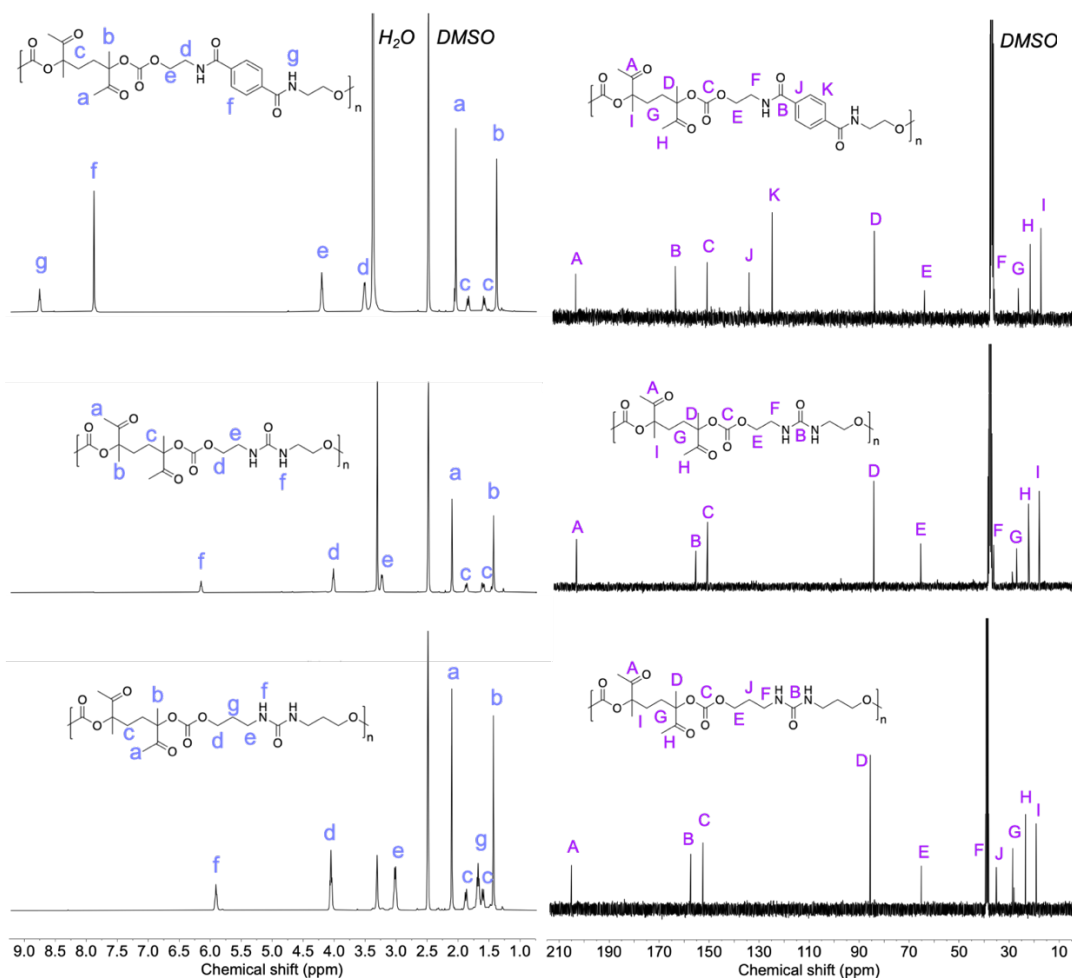 H₂O DMSO
O O b O H
c O O N g
O O e N H
a O f O n
a
b
f
g e d c c
DMSO
A O D F O J
O C O N H K
O G O E B H N
I O O n
H
K
A B C J D E F G H I
a O e O
O c O O N H N H O
b O d f n
O
a
b
f d e c c
A O D F O
O C O N H N H O
O G O E B n
I O
H
A B C D E F G H I
O b g f H O H
O O O N N O
c O d e n
a O
a
b
f d e c g c
A O D J H O H
O C O F N B N O
O G O E n
I O
H
A B C D E F J G H I
9.0 8.5 8.0 7.5 7.0 6.5 6.0 5.5 5.0 4.5 4.0 3.5 3.0 2.5 2.0 1.5 1.0
Chemical shift (ppm)
210 190 170 150 130 110 90 70 50 30 10
Chemical shift (ppm)